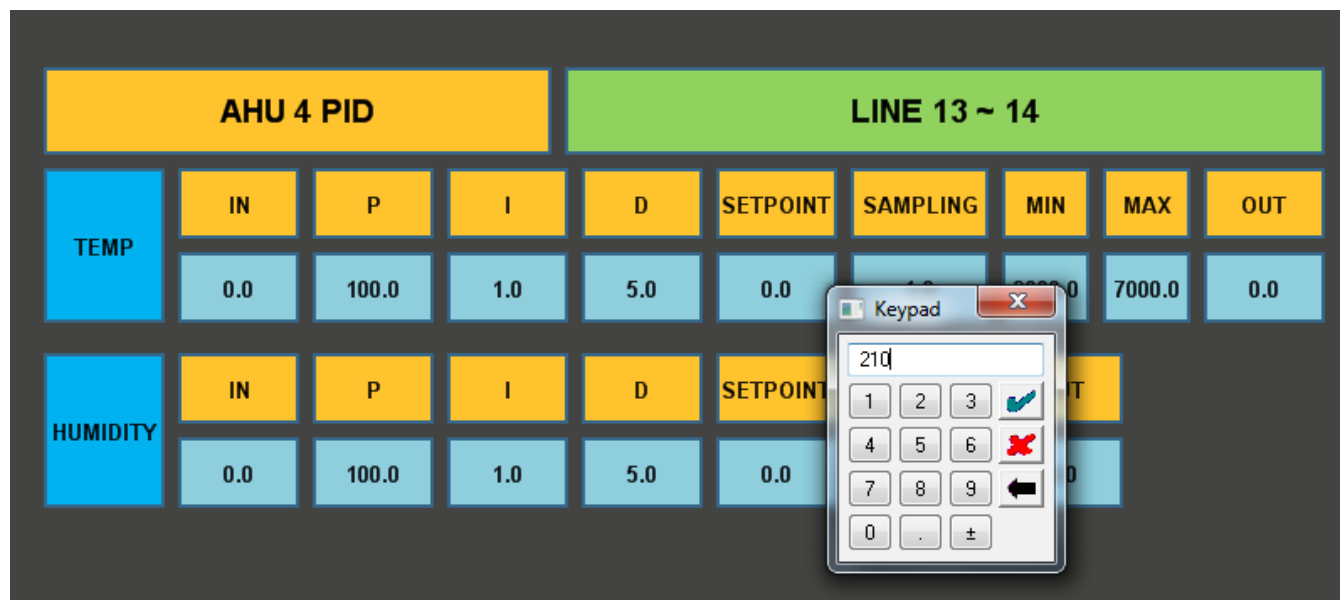 AHU 4 PID LINE 13 ~ 14
TEMP
IN P I D SETPOINT SAMPLING MIN MAX OUT
0.0 100.0 1.0 5.0 0.0 7000.0 0.0
HUMIDITY
IN P I D SETPOINT
0.0 100.0 1.0 5.0 0.0
Keypad
210
1 2 3
4 5 6
7 8 9
0 . ±